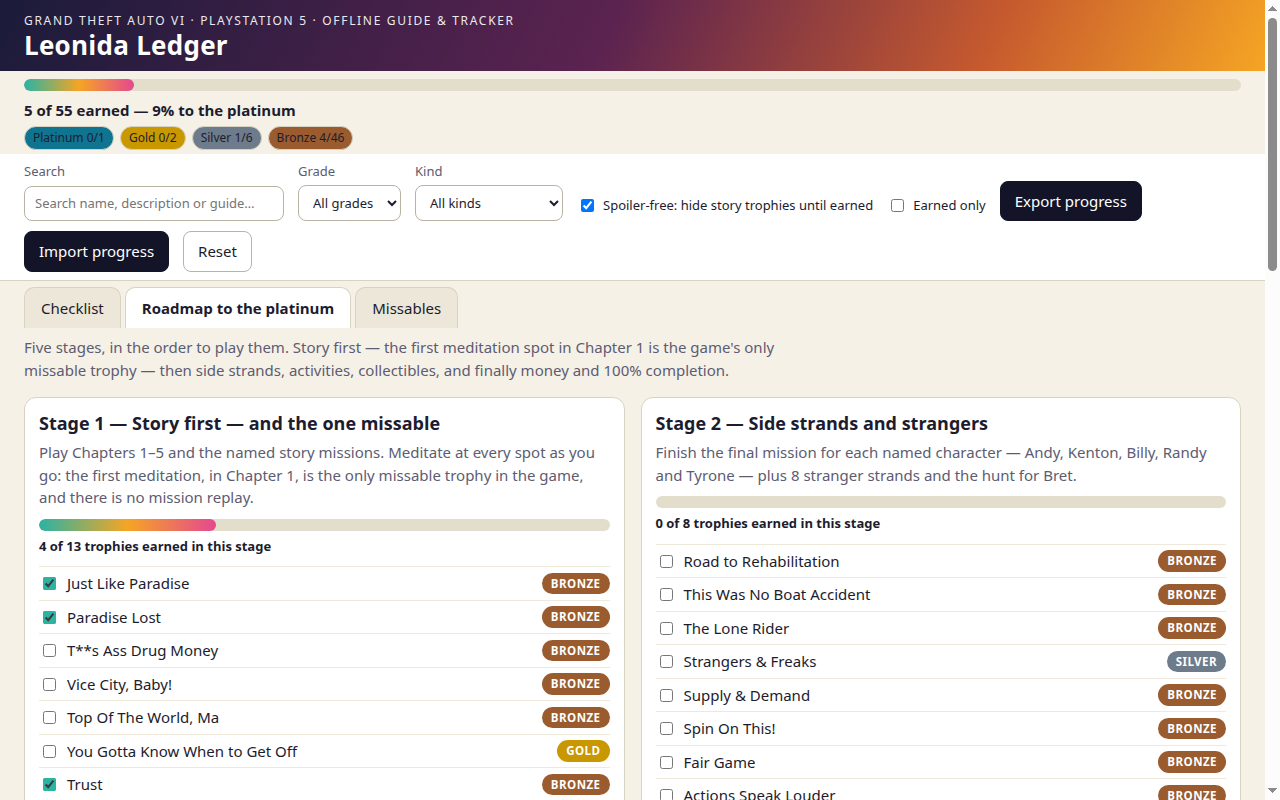 GRAND THEFT AUTO VI · PLAYSTATION 5 · OFFLINE GUIDE & TRACKER
Leonida Ledger
5 of 55 earned — 9% to the platinum
Platinum 0/1 Gold 0/2 Silver 1/6 Bronze 4/46
Search Grade Kind
Search name, description or guide... All grades All kinds Spoiler-free: hide story trophies until earned Earned only Export progress
Import progress Reset
Checklist Roadmap to the platinum Missables
Five stages, in the order to play them. Story first — the first meditation spot in Chapter 1 is the game's only
missable trophy — then side strands, activities, collectibles, and finally money and 100% completion.
Stage 1 — Story first — and the one missable
Play Chapters 1–5 and the named story missions. Meditate at every spot as you
go: the first meditation, in Chapter 1, is the only missable trophy in the game,
and there is no mission replay.
4 of 13 trophies earned in this stage
Just Like Paradise BRONZE
Paradise Lost BRONZE
T**s Ass Drug Money BRONZE
Vice City, Baby! BRONZE
Top Of The World, Ma BRONZE
You Gotta Know When to Get Off GOLD
Trust BRONZE
Stage 2 — Side strands and strangers
Finish the final mission for each named character — Andy, Kenton, Billy, Randy
and Tyrone — plus 8 stranger strands and the hunt for Bret.
0 of 8 trophies earned in this stage
Road to Rehabilitation BRONZE
This Was No Boat Accident BRONZE
The Lone Rider BRONZE
Strangers & Freaks SILVER
Supply & Demand BRONZE
Spin On This! BRONZE
Fair Game BRONZE
Actions Speak Louder BRONZE